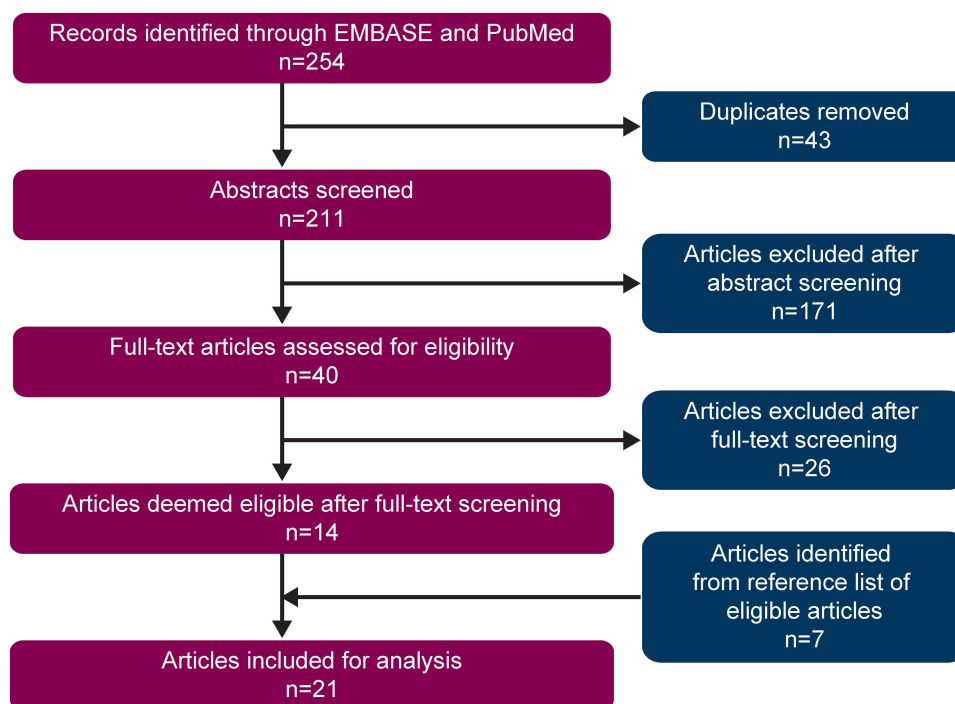 Records identified through EMBASE and PubMed
n=254
Duplicates removed
n=43
Abstracts screened
n=211
Articles excluded after
abstract screening
n=171
Full-text articles assessed for eligibility
n=40
Articles excluded after
full-text screening
n=26
Articles deemed eligible after full-text screening
n=14
Articles identified
from reference list of
eligible articles
n=7
Articles included for analysis
n=21